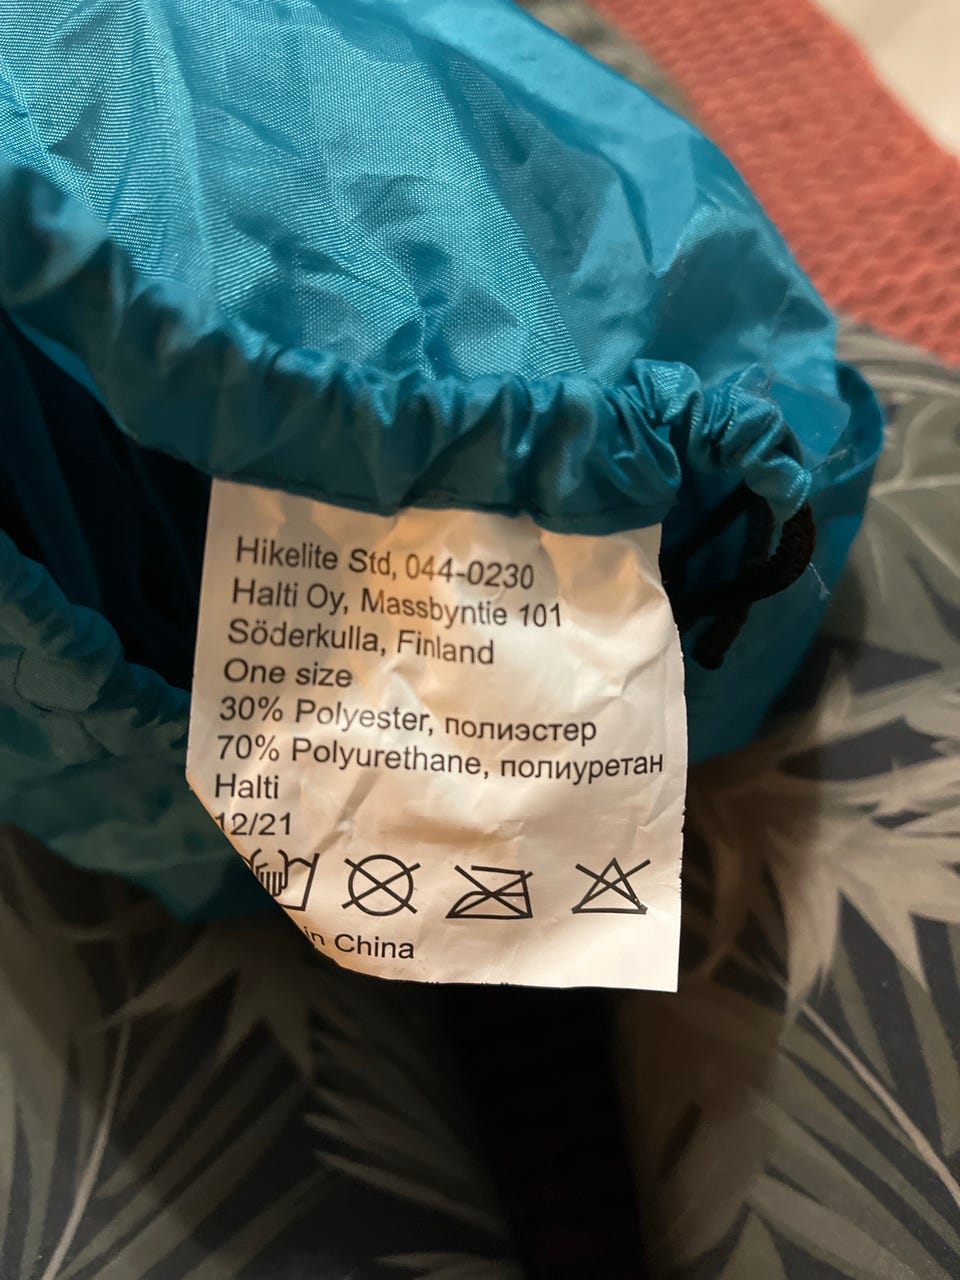 Hikelite Std, 044-0230
Halti Oy, Massbyntie 101
Söderkulla, Finland
One size
30% Polyester, полиэстер
70% Polyurethane, полиуретан
Halti
12/21
in China